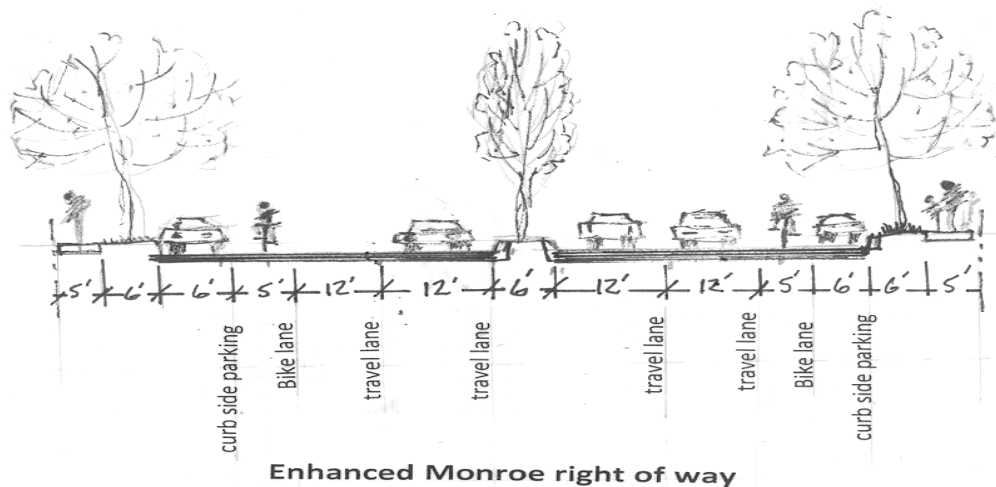 5' 6' 6' 5' 12' 12' 6' 12' 12' 5' 6' 6' 5'
curb side parking
Bike lane
travel lane
travel lane
travel lane
travel lane
Bike lane
curb side parking
Enhanced Monroe right of way